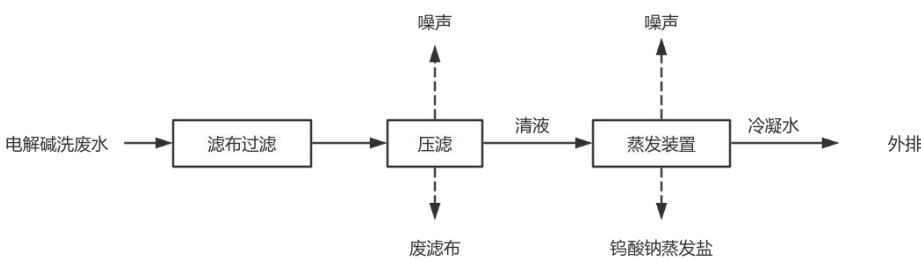 噪声
噪声
电解碱洗废水
滤布过滤
压滤
清液
蒸发装置
冷凝水
外排
废滤布
钨酸钠蒸发盐